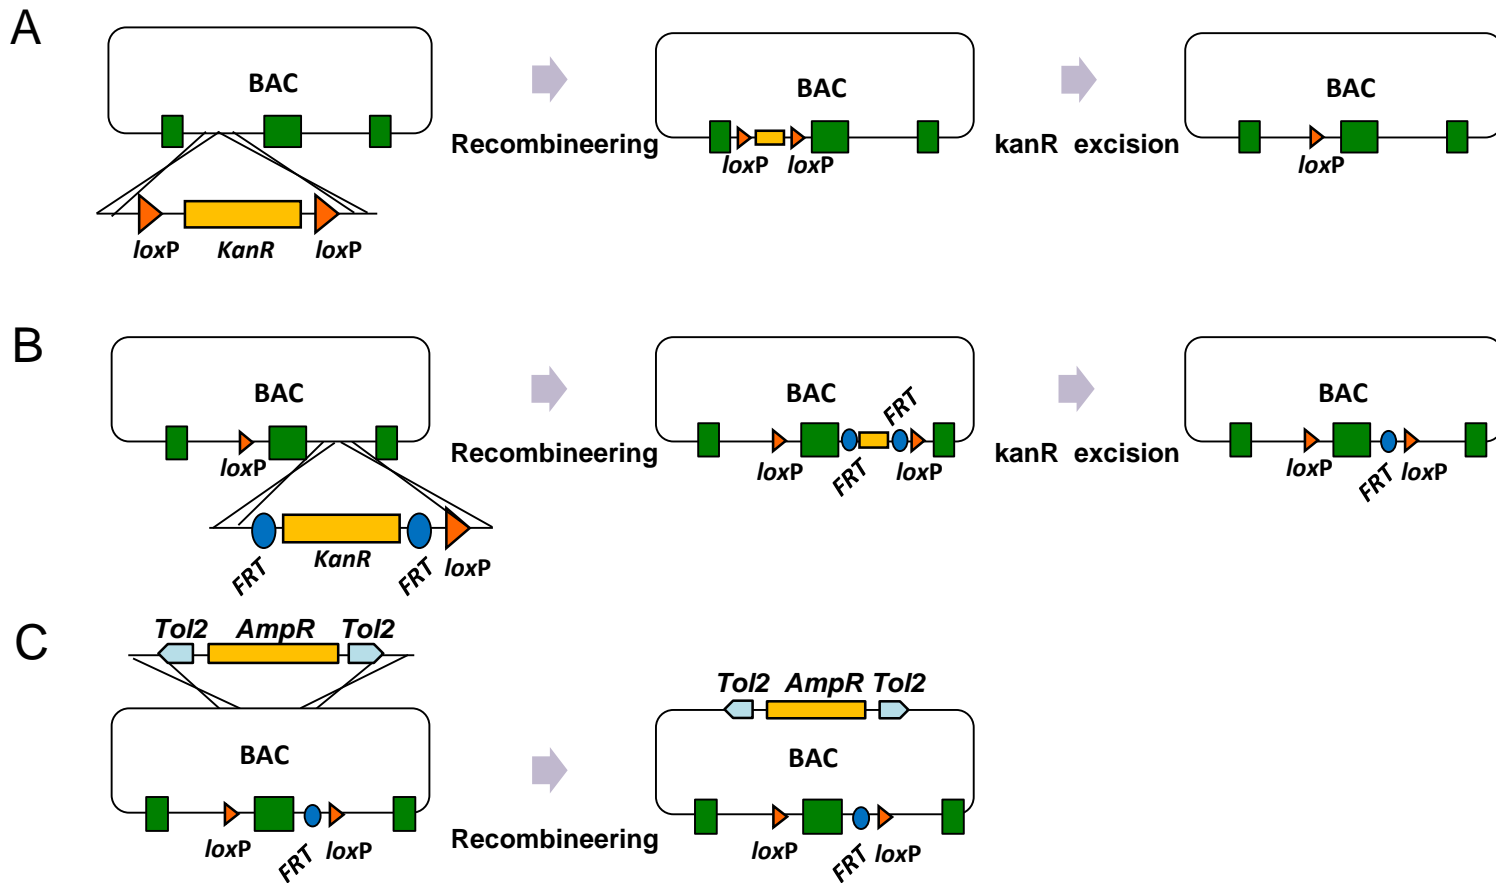 A
BAC
BAC
BAC
Recombineering
kanR excision
loxP
loxP
loxP
loxP
KanR
loxP
B
BAC
BAC
BAC
FRT
Recombineering
kanR excision
loxP
loxP
FRT
loxP
loxP
FRT
loxP
FRT
KanR
FRT
loxP
C
Tol2 AmpR Tol2
Tol2 AmpR Tol2
BAC
BAC
Recombineering
loxP
FRT
loxP
loxP
FRT
loxP